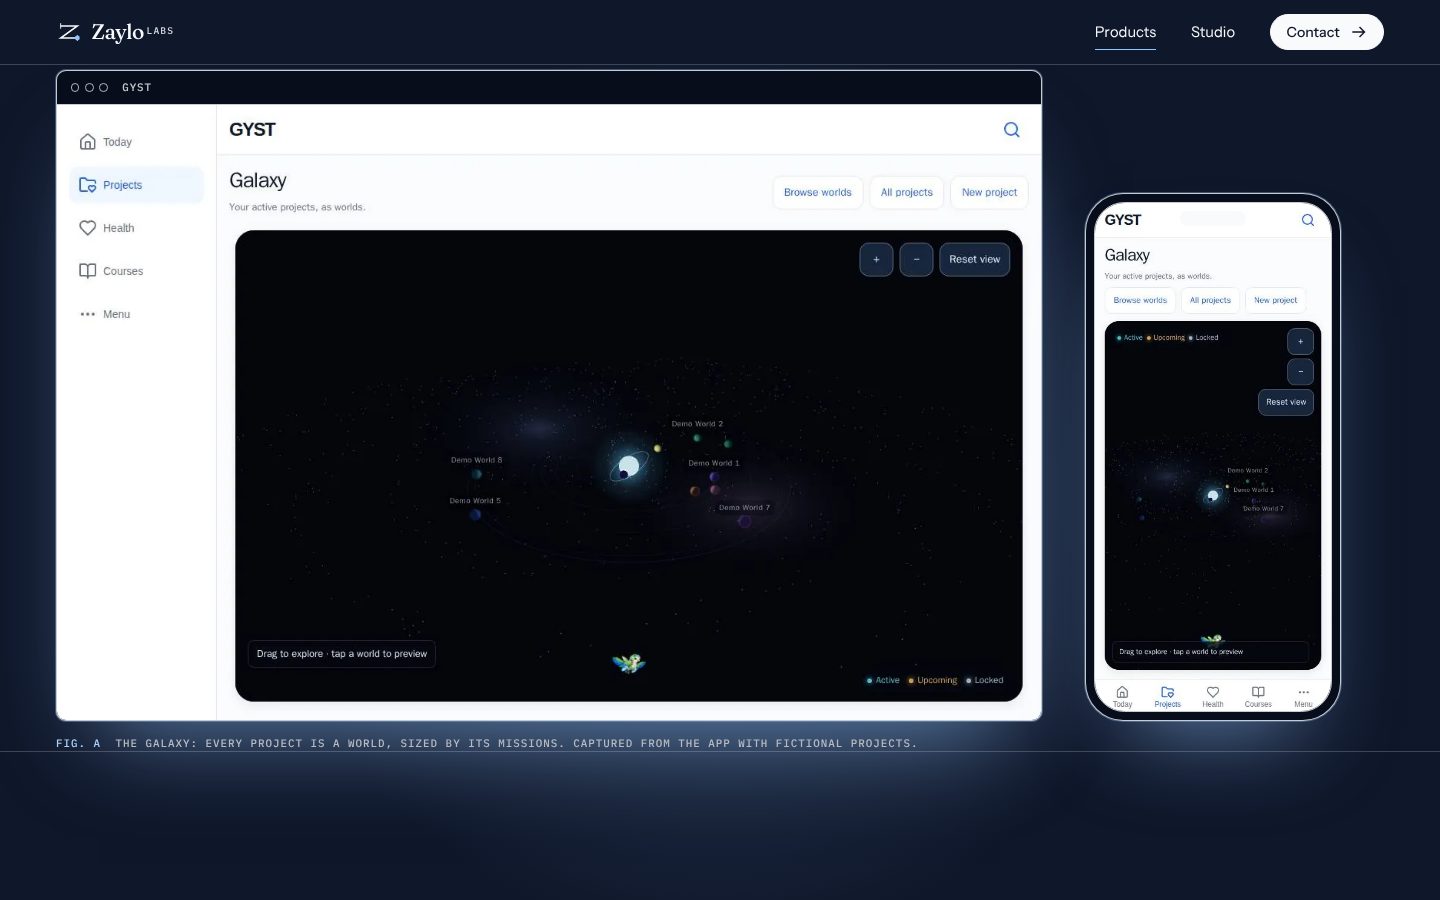 Zaylo LABS
Products
Studio
Contact
GYST
Today
Projects
Health
Courses
Menu
GYST
Galaxy
Your active projects, as worlds.
Browse worlds
All projects
New project
+
−
Reset view
Demo World 2
Demo World 8
Demo World 1
Demo World 5
Demo World 7
Drag to explore · tap a world to preview
Active Upcoming Locked
GYST
Galaxy
Your active projects, as worlds.
Browse worlds
All projects
New project
Active Upcoming Locked
+
−
Reset view
Demo World 2
Demo World 1
Demo World 7
Drag to explore · tap a world to preview
Today
Projects
Health
Courses
Menu
FIG. A THE GALAXY: EVERY PROJECT IS A WORLD, SIZED BY ITS MISSIONS. CAPTURED FROM THE APP WITH FICTIONAL PROJECTS.